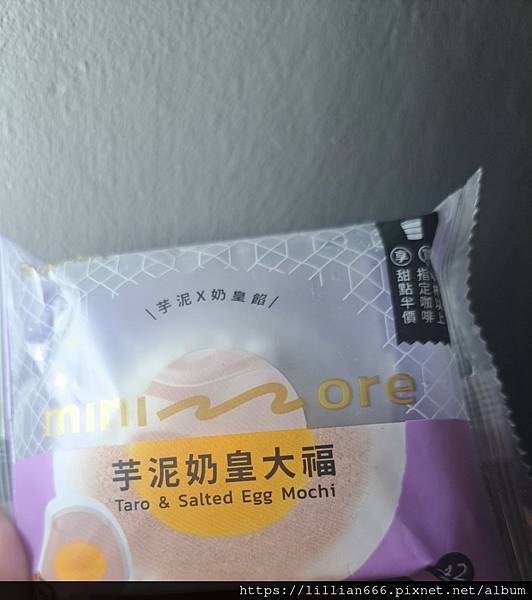 \芋泥X奶皇餡/
享
甜點半價
指定咖啡
mini more
芋泥奶皇大福
Taro & Salted Egg Mochi
https://lillian666.pixnet.net/album